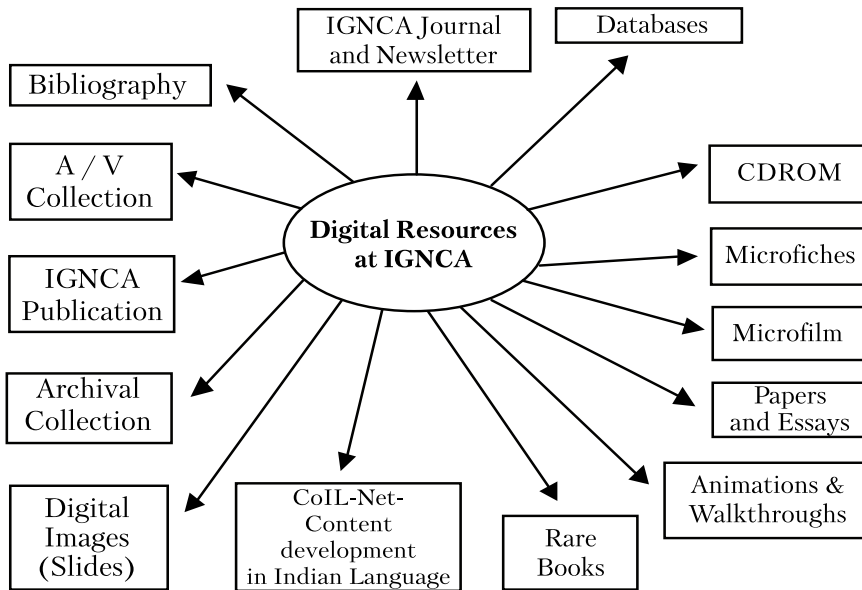 IGNCA Journal
and Newsletter
Databases
Bibliography
A / V
Collection
CDROM
Digital Resources
at IGNCA
Microfiches
IGNCA
Publication
Microfilm
Archival
Collection
Papers
and Essays
Digital
Images
(Slides)
CoIL-Net-
Content
development
in Indian Language
Rare
Books
Animations &
Walkthroughs